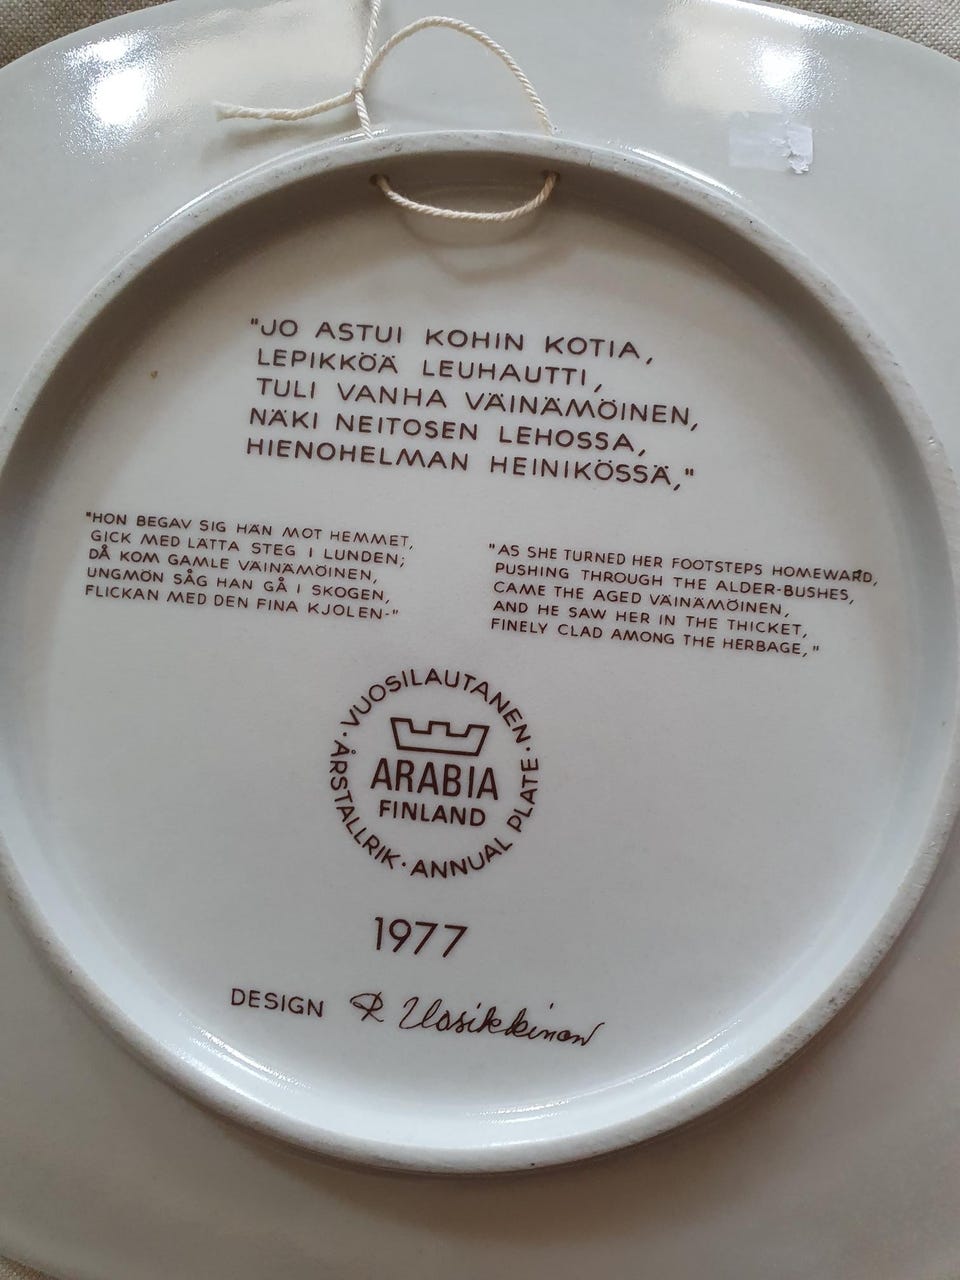 "JO ASTUI KOHIN KOTIA,
LEPIKKÖÄ LEUHAUTTI,
TULI VANHA VÄINÄMÖINEN,
NÄKI NEITOSEN LEHOSSA,
HIENOHELMAN HEINIKÖSSÄ,"
"HON BEGAV SIG HÄN MOT HEMMET,
GICK MED LÄTTA STEG I LUNDEN;
DÅ KOM GAMLE VÄINÄMÖINEN,
UNGMÖN SÅG HAN GÅ I SKOGEN,
FLICKAN MED DEN FINA KJOLEN-"
"AS SHE TURNED HER FOOTSTEPS HOMEWARD,
PUSHING THROUGH THE ALDER-BUSHES,
CAME THE AGED VÄINÄMÖINEN,
AND HE SAW HER IN THE THICKET,
FINELY CLAD AMONG THE HERBAGE,"
· VUOSILAUTANEN ·
ARABIA
FINLAND
ÅRSTALLRIK · ANNUAL PLATE
1977
DESIGN R Uosikkinen